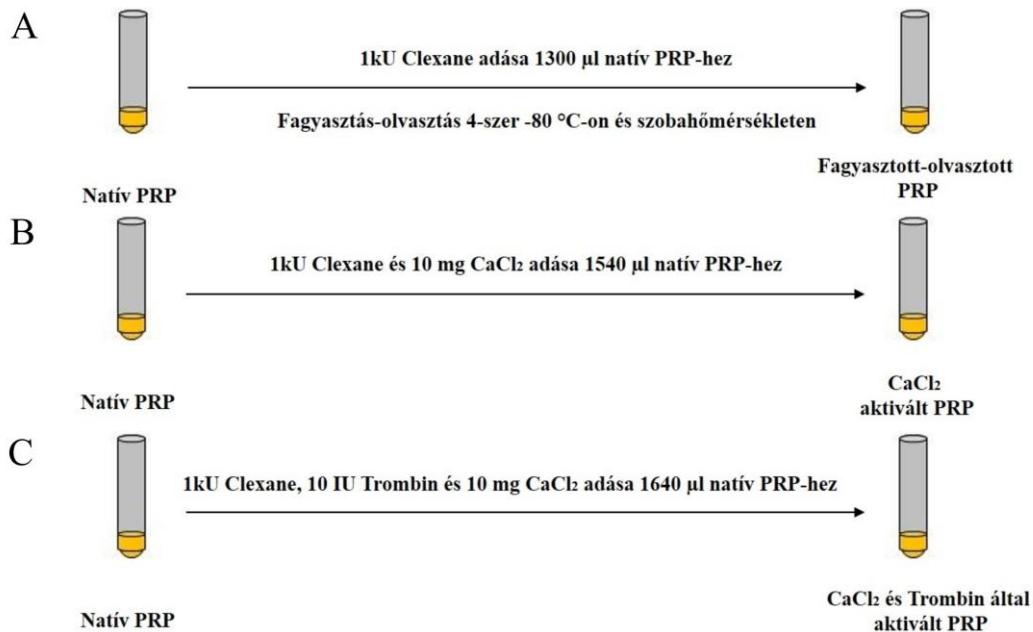 A
1kU Clexane adása 1300 µl natív PRP-hez
Fagyasztás-olvasztás 4-szer -80 °C-on és szobahőmérsékleten
Natív PRP
Fagyasztott-olvasztott
PRP
B
1kU Clexane és 10 mg CaCl₂ adása 1540 µl natív PRP-hez
Natív PRP
CaCl₂
aktivált PRP
C
1kU Clexane, 10 IU Trombin és 10 mg CaCl₂ adása 1640 µl natív PRP-hez
Natív PRP
CaCl₂ és Trombin által
aktivált PRP